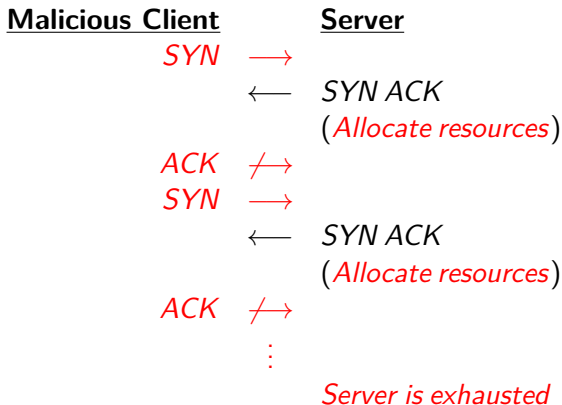 Malicious Client Server
SYN →
← SYN ACK
(Allocate resources)
ACK ↛
SYN →
← SYN ACK
(Allocate resources)
ACK ↛
⋮
Server is exhausted